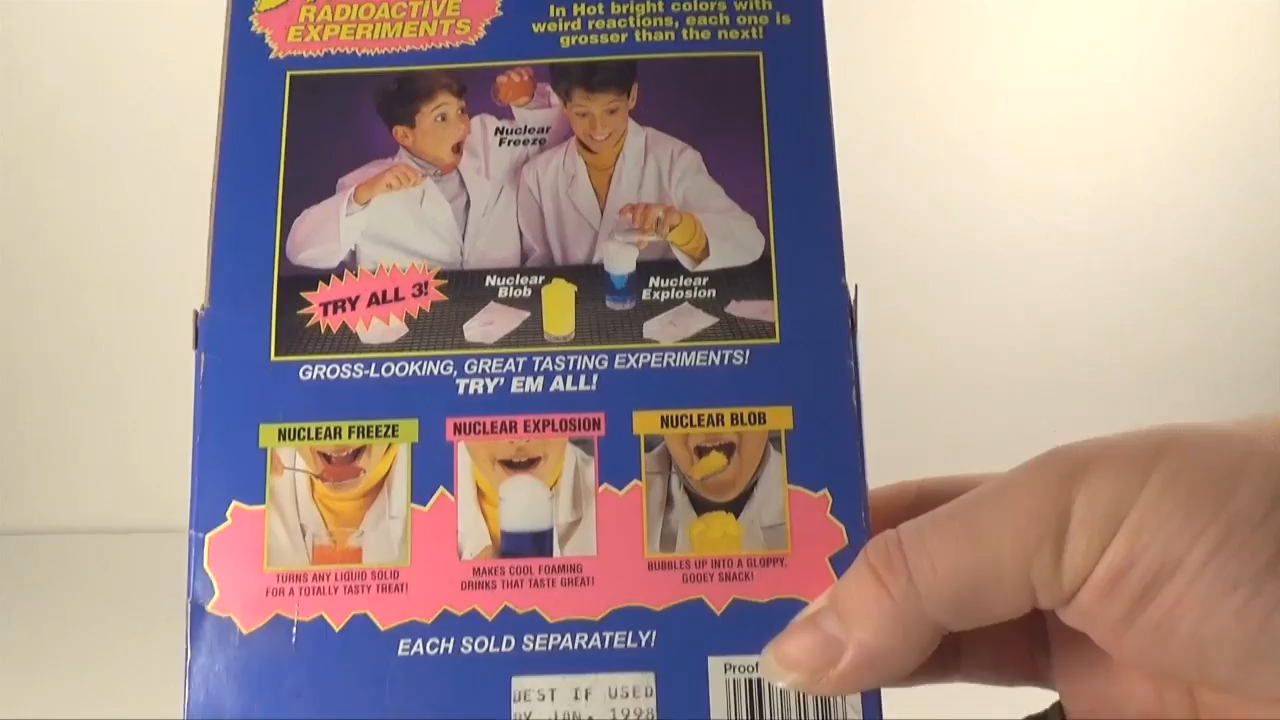 RADIOACTIVE
EXPERIMENTS
In Hot bright colors with
weird reactions, each one is
grosser than the next!
Nuclear
Freeze
Nuclear
Blob
Nuclear
Explosion
TRY ALL 3!
GROSS-LOOKING, GREAT TASTING EXPERIMENTS!
TRY' EM ALL!
NUCLEAR FREEZE
NUCLEAR EXPLOSION
NUCLEAR BLOB
TURNS ANY LIQUID SOLID
FOR A TOTALLY TASTY TREAT!
MAKES COOL FOAMING
DRINKS THAT TASTE GREAT!
BUBBLES UP INTO A GLOPPY,
GOOEY SNACK!
EACH SOLD SEPARATELY!
BEST IF USED
BY JAN. 1998
Proof